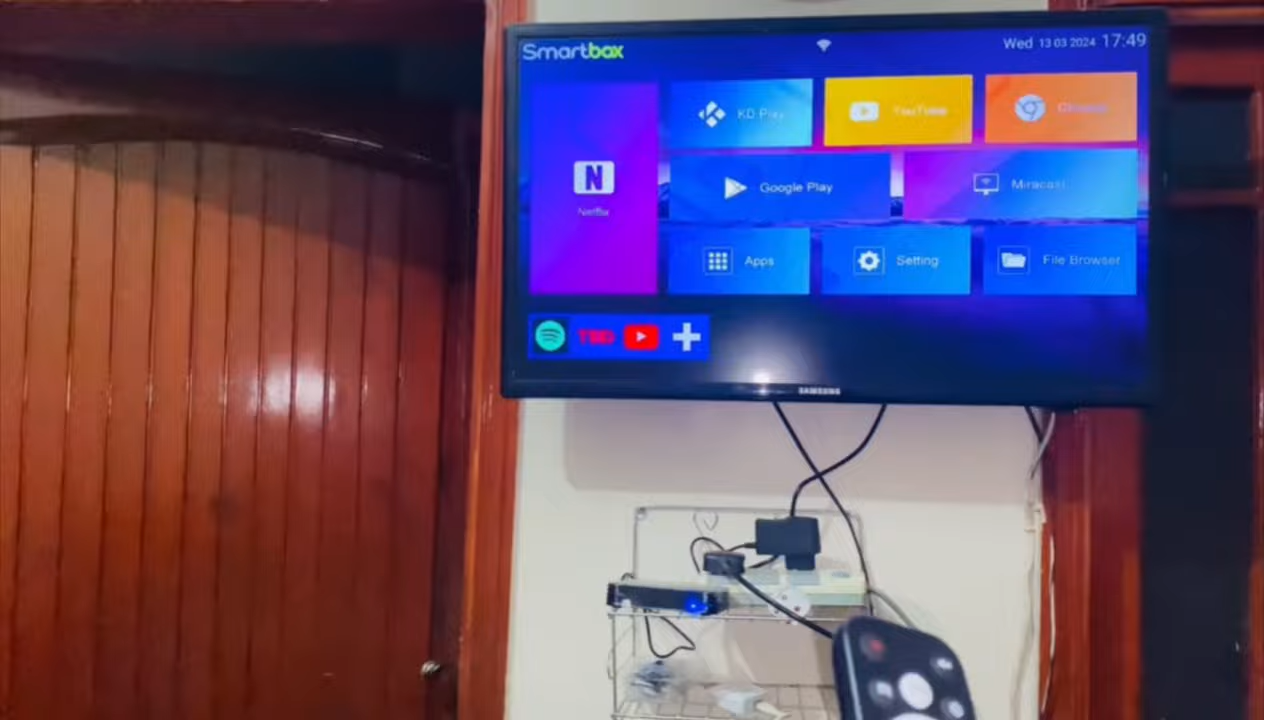 Smartbox
Wed 13 03 2024 17:49
KD Play
YouTube
Chrome
N
Netflix
Google Play
Miracast
Apps
Setting
File Browser
SAMSUNG